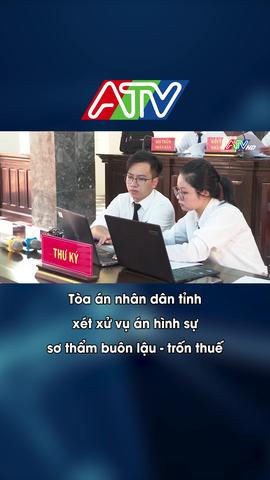 ATV
ATVHD
THƯ KÝ
Tòa án nhân dân tỉnh
xét xử vụ án hình sự
sơ thẩm buôn lậu - trốn thuế